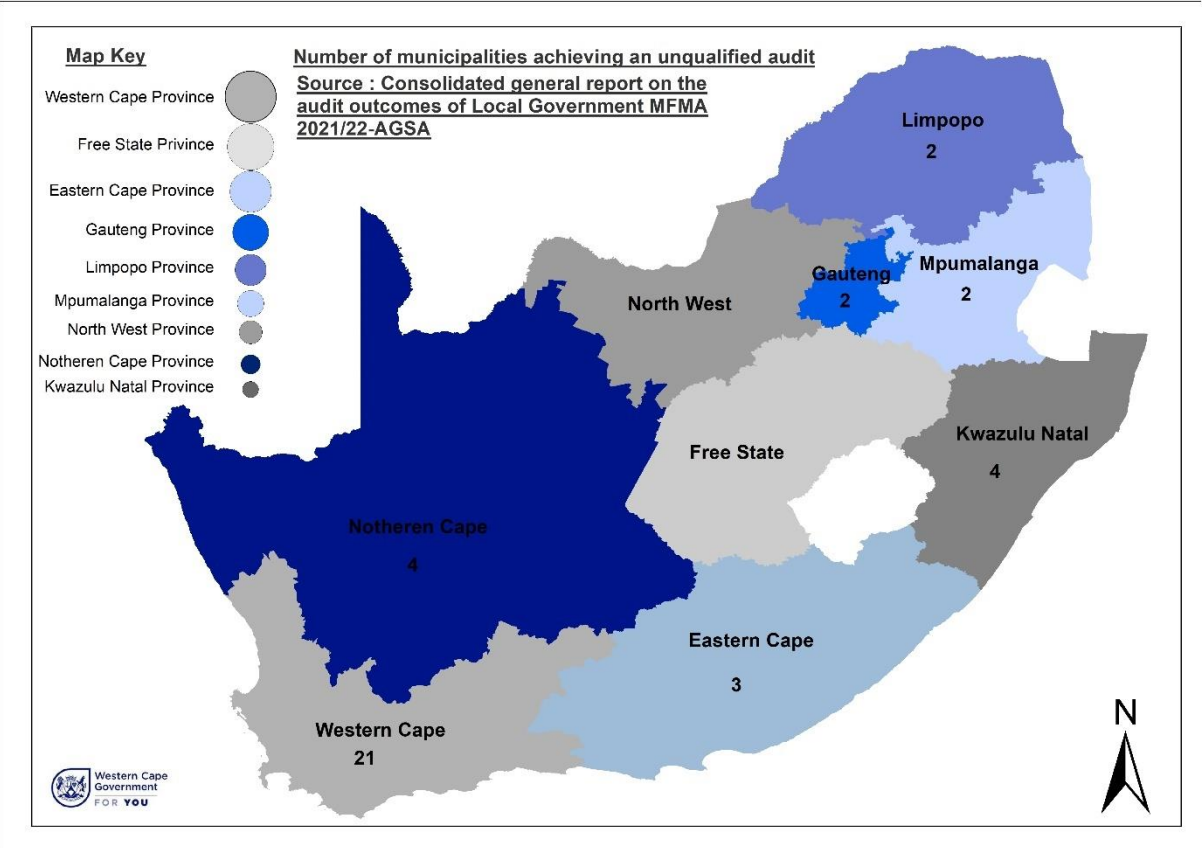 Map Key
Western Cape Province
Free State Privince
Eastern Cape Province
Gauteng Province
Limpopo Province
Mpumalanga Province
North West Province
Notheren Cape Province
Kwazulu Natal Province
Number of municipalities achieving an unqualified audit
Source : Consolidated general report on the
audit outcomes of Local Government MFMA
2021/22-AGSA
Limpopo
2
Gauteng
2
Mpumalanga
2
North West
Free State
Kwazulu Natal
4
Notheren Cape
4
Eastern Cape
3
Western Cape
21
Western Cape
Government
FOR YOU
N